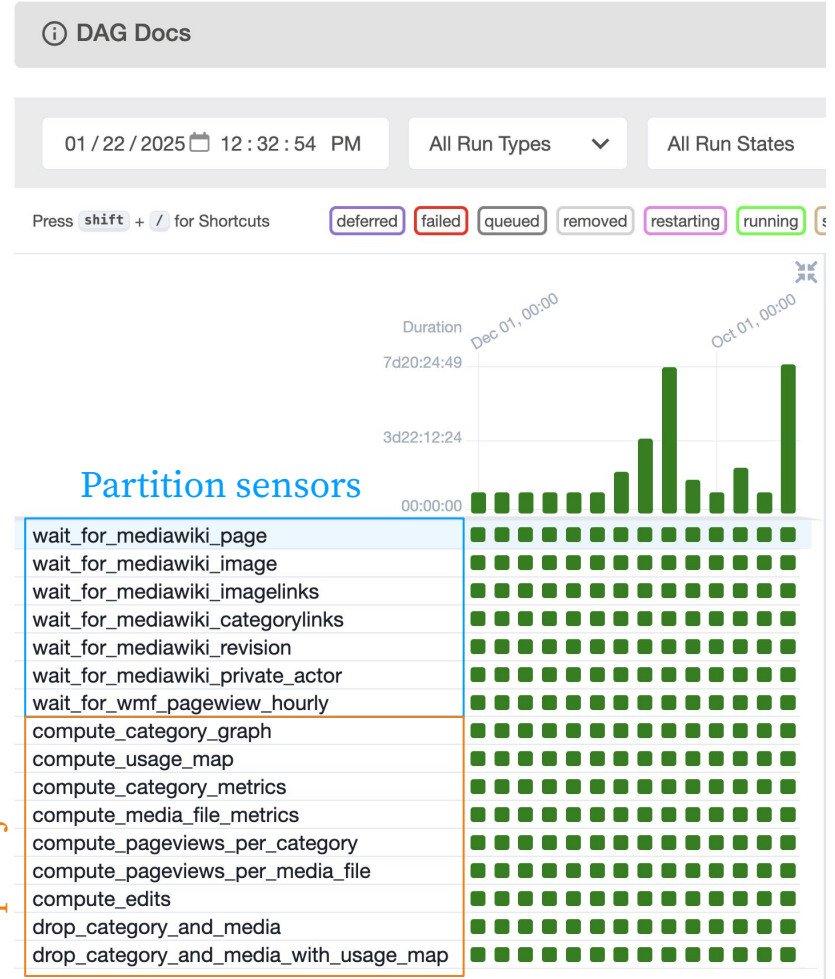 DAG Docs
01 / 22 / 2025 12 : 32 : 54 PM
All Run Types
All Run States
Press shift + / for Shortcuts
deferred
failed
queued
removed
restarting
running
Duration
Dec 01, 00:00
Oct 01, 00:00
7d20:24:49
3d22:12:24
00:00:00
Partition sensors
wait_for_mediawiki_page
wait_for_mediawiki_image
wait_for_mediawiki_imagelinks
wait_for_mediawiki_categorylinks
wait_for_mediawiki_revision
wait_for_mediawiki_private_actor
wait_for_wmf_pagewiew_hourly
compute_category_graph
compute_usage_map
compute_category_metrics
compute_media_file_metrics
compute_pageviews_per_category
compute_pageviews_per_media_file
compute_edits
drop_category_and_media
drop_category_and_media_with_usage_map